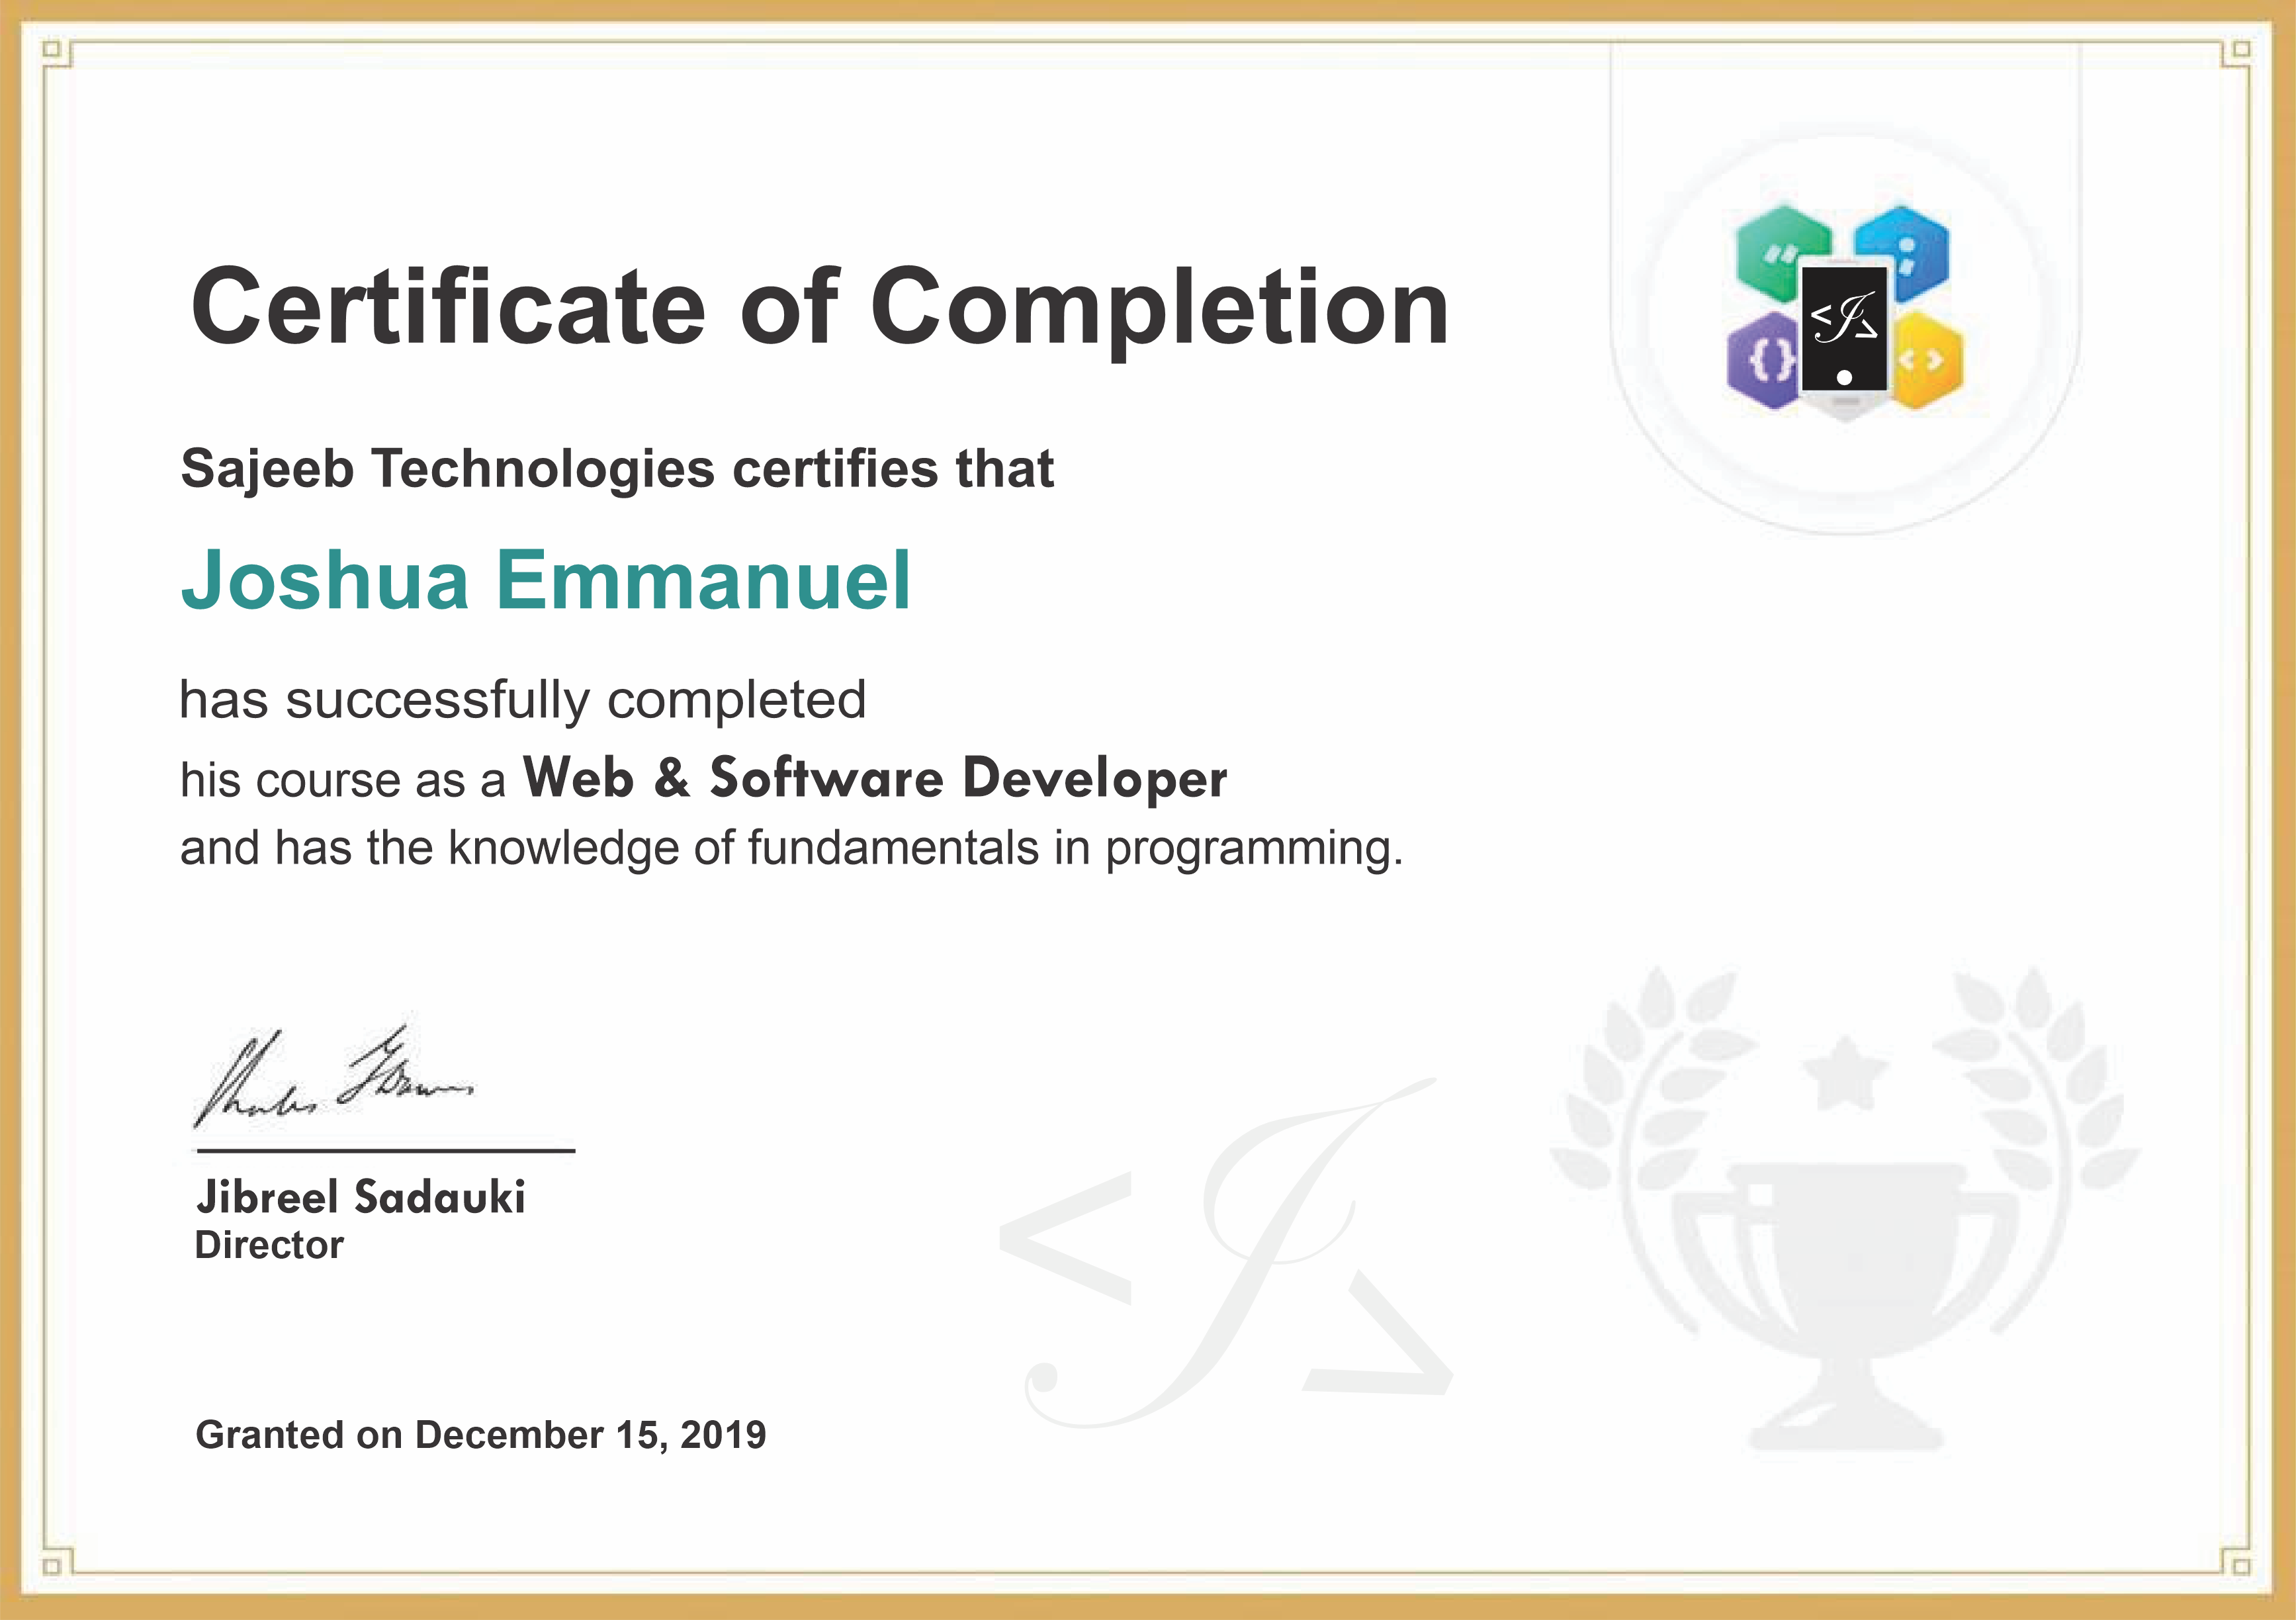 Certificate of Completion
Sajeeb Technologies certifies that
Joshua Emmanuel
has successfully completed
his course as a Web & Software Developer
and has the knowledge of fundamentals in programming.
Jibreel Sadauki
Director
Granted on December 15, 2019